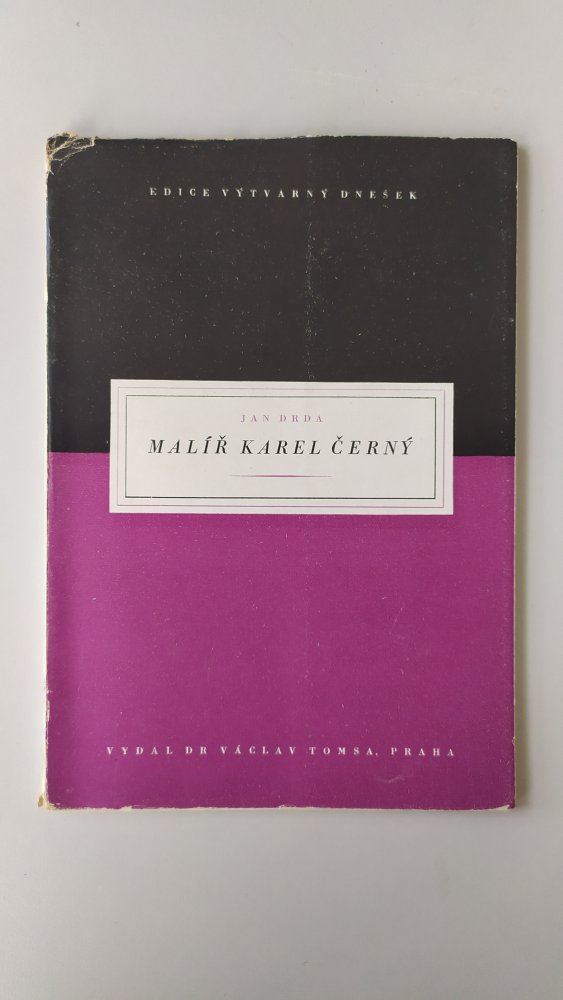 EDICE VÝTVARNÝ DNEŠEK
JAN DRDA
MALÍŘ KAREL ČERNÝ
VYDAL DR VÁCLAV TOMSA, PRAHA